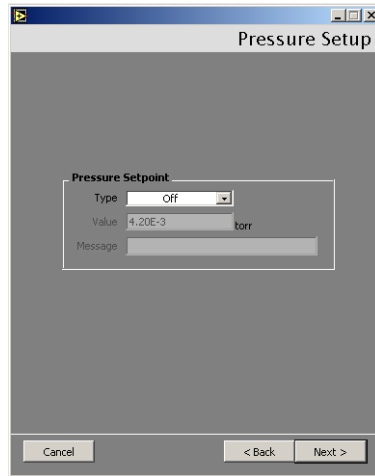 Pressure Setup
Pressure Setpoint
Type Off
Value 4.20E-3 torr
Message
Cancel < Back Next >